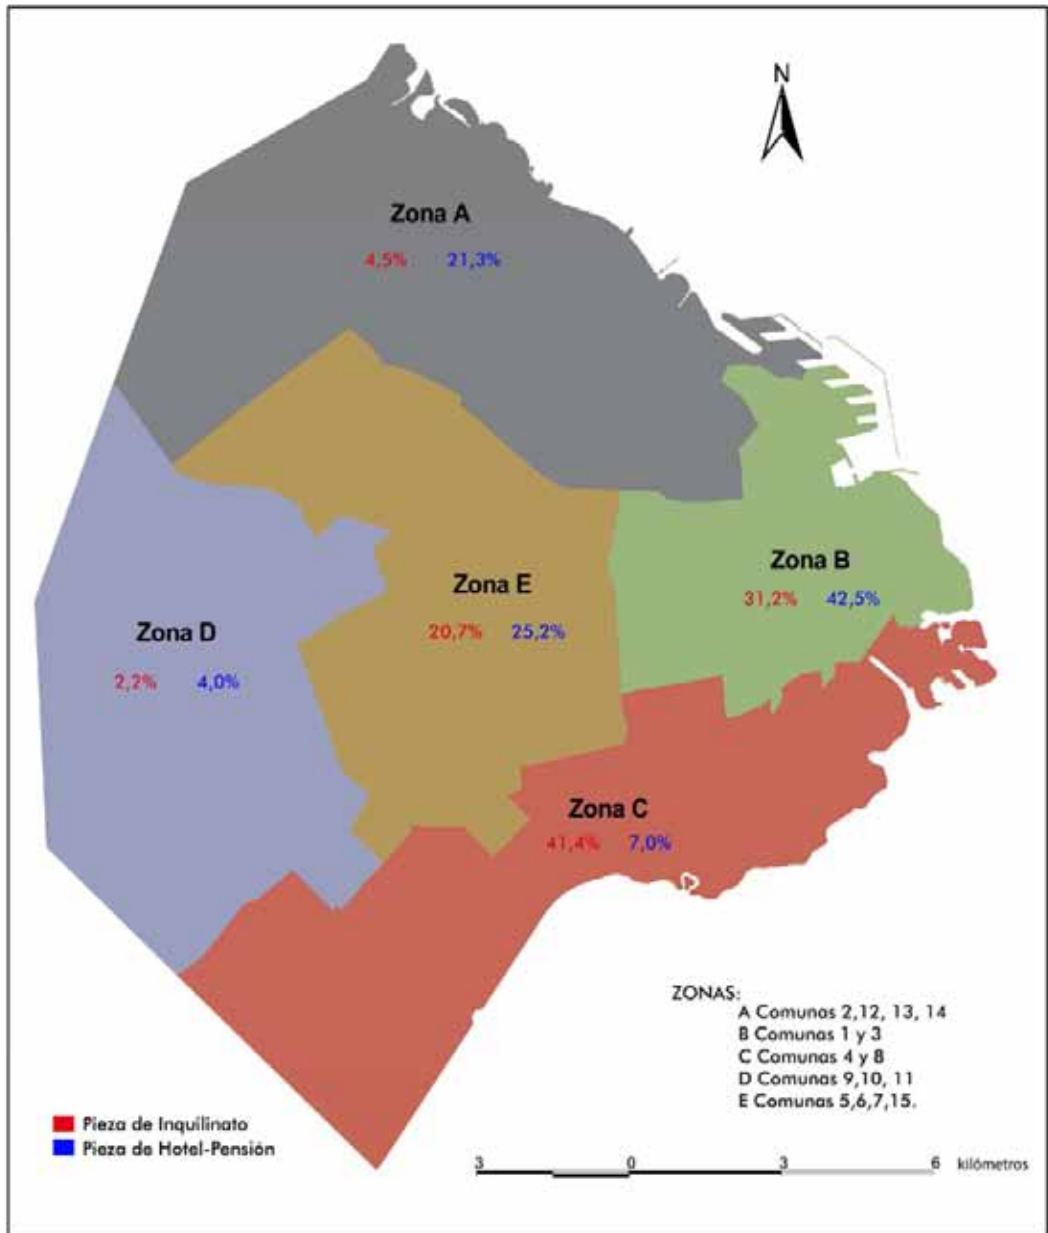 N
Zona A
4,5% 21,3%
Zona B
31,2% 42,5%
Zona E
20,7% 25,2%
Zona D
2,2% 4,0%
Zona C
41,4% 7,0%
ZONAS:
A Comunas 2,12, 13, 14
B Comunas 1 y 3
C Comunas 4 y 8
D Comunas 9,10, 11
E Comunas 5,6,7,15.
Pieza de Inquilinato
Pieza de Hotel-Pensión
3 0 3 6 kilómetros